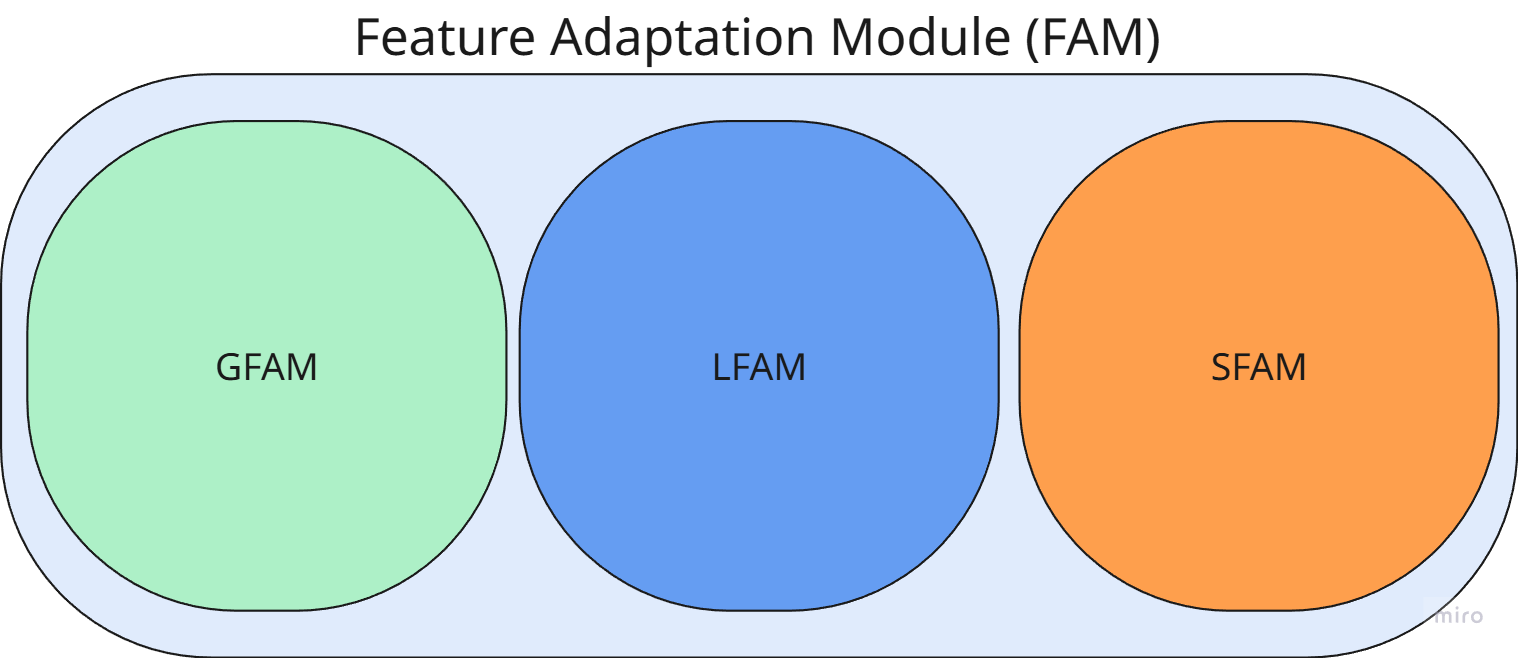 Feature Adaptation Module (FAM)
GFAM
LFAM
SFAM
miro